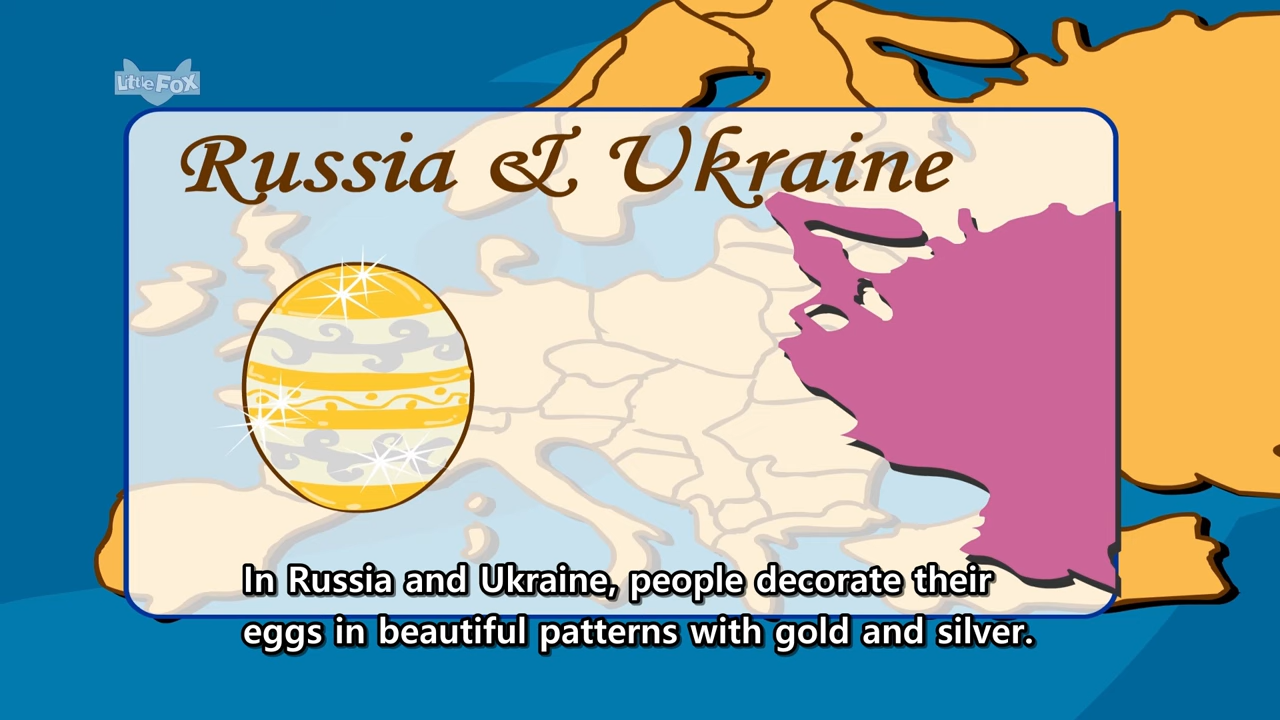 Little Fox
Russia & Ukraine
In Russia and Ukraine, people decorate their
eggs in beautiful patterns with gold and silver.